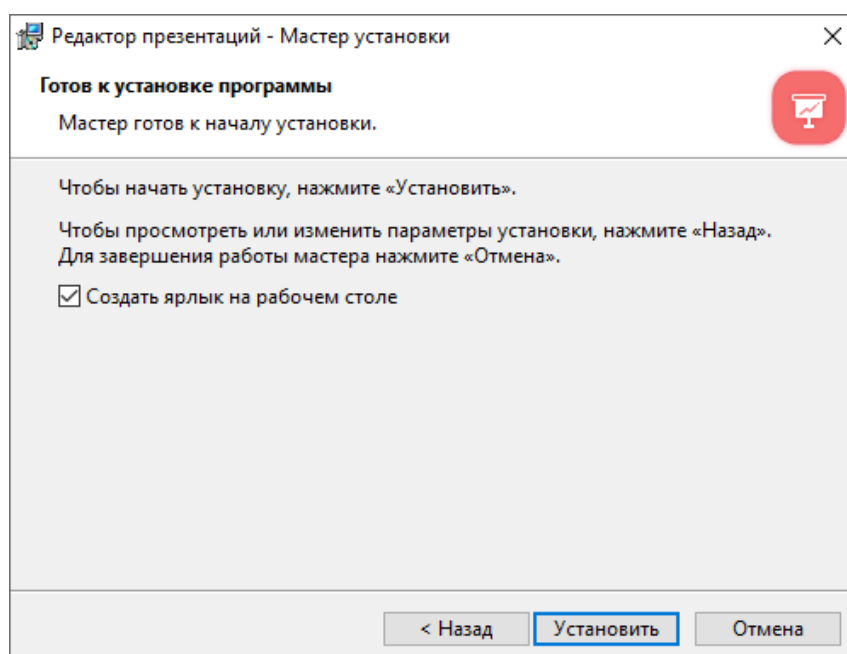 Редактор презентаций - Мастер установки
Готов к установке программы
Мастер готов к началу установки.
Чтобы начать установку, нажмите «Установить».
Чтобы просмотреть или изменить параметры установки, нажмите «Назад».
Для завершения работы мастера нажмите «Отмена».
Создать ярлык на рабочем столе
< Назад
Установить
Отмена